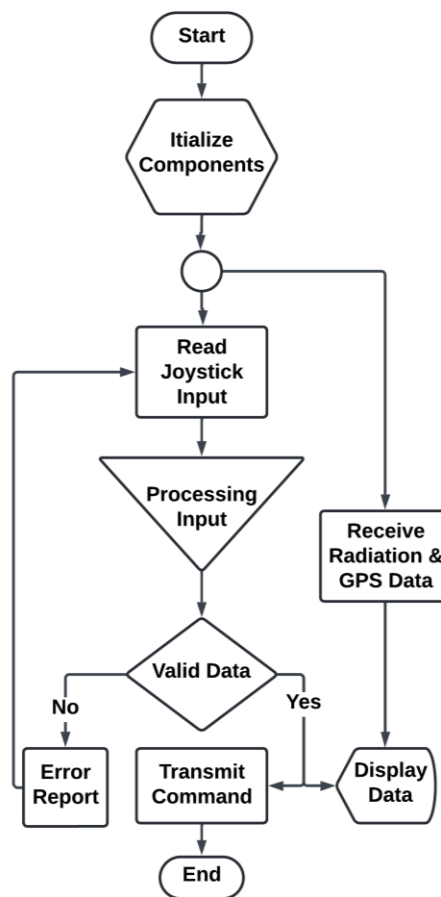 Start
Itialize
Components
Read
Joystick
Input
Processing
Input
Receive
Radiation &
GPS Data
Valid Data
No
Yes
Error
Report
Transmit
Command
Display
Data
End